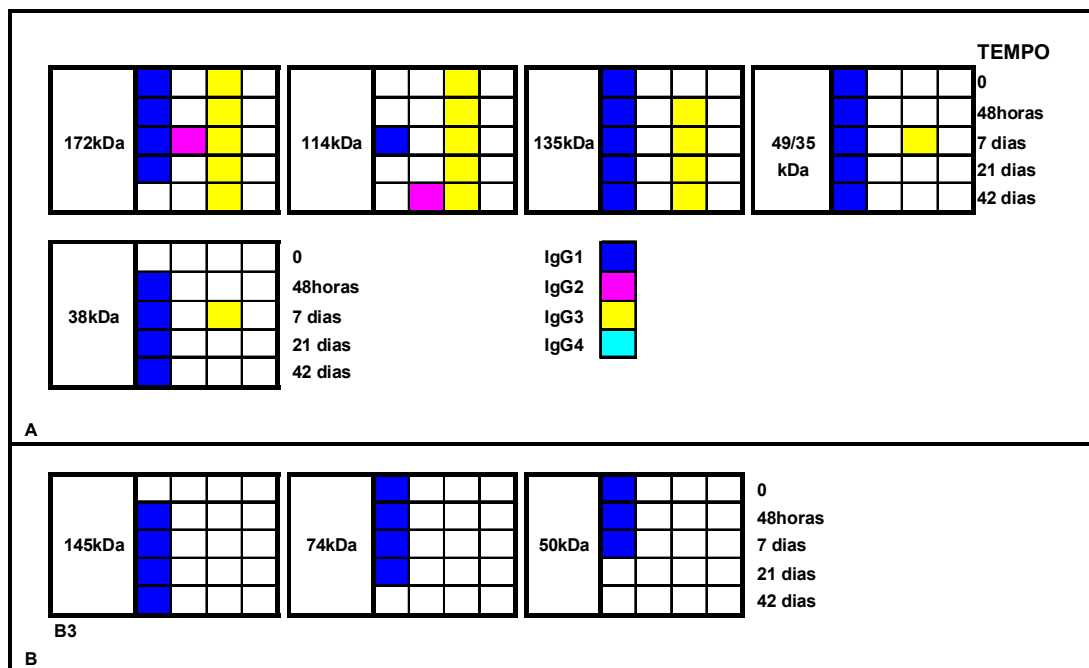 TEMPO
172kDa
114kDa
135kDa
49/35
kDa
0
48horas
7 dias
21 dias
42 dias
38kDa
0
48horas
7 dias
21 dias
42 dias
IgG1
IgG2
IgG3
IgG4
A
145kDa
74kDa
50kDa
0
48horas
7 dias
21 dias
42 dias
B3
B